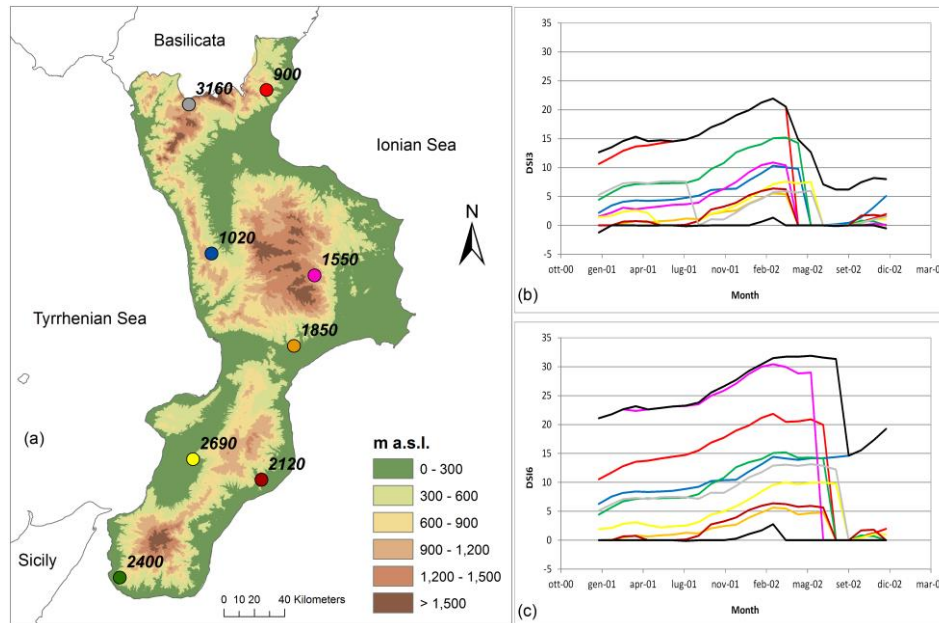 Basilicata
900
3160
Ionian Sea
N
1020
1550
Tyrrhenian Sea
1850
(a)
2690
2120
m a.s.l.
0 - 300
300 - 600
600 - 900
900 - 1,200
1,200 - 1,500
> 1,500
Sicily
2400
0 10 20 40 Kilometers
35
30
25
20
15
10
5
0
-5
DSI3
ott-00 gen-01 apr-01 lug-01 nov-01 feb-02 mag-02 set-02 dic-02 mar-03
Month
(b)
35
30
25
20
15
10
5
0
-5
DSI6
ott-00 gen-01 apr-01 lug-01 nov-01 feb-02 mag-02 set-02 dic-02
Month
(c)